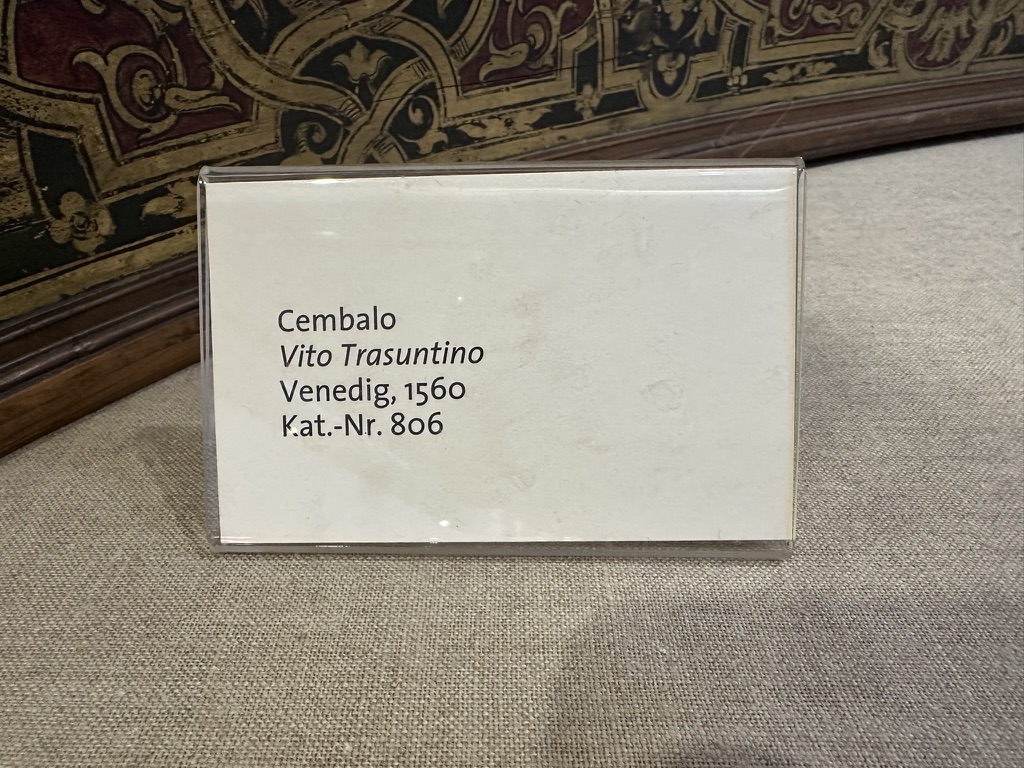 Cembalo
Vito Trasuntino
Venedig, 1560
Kat.-Nr. 806